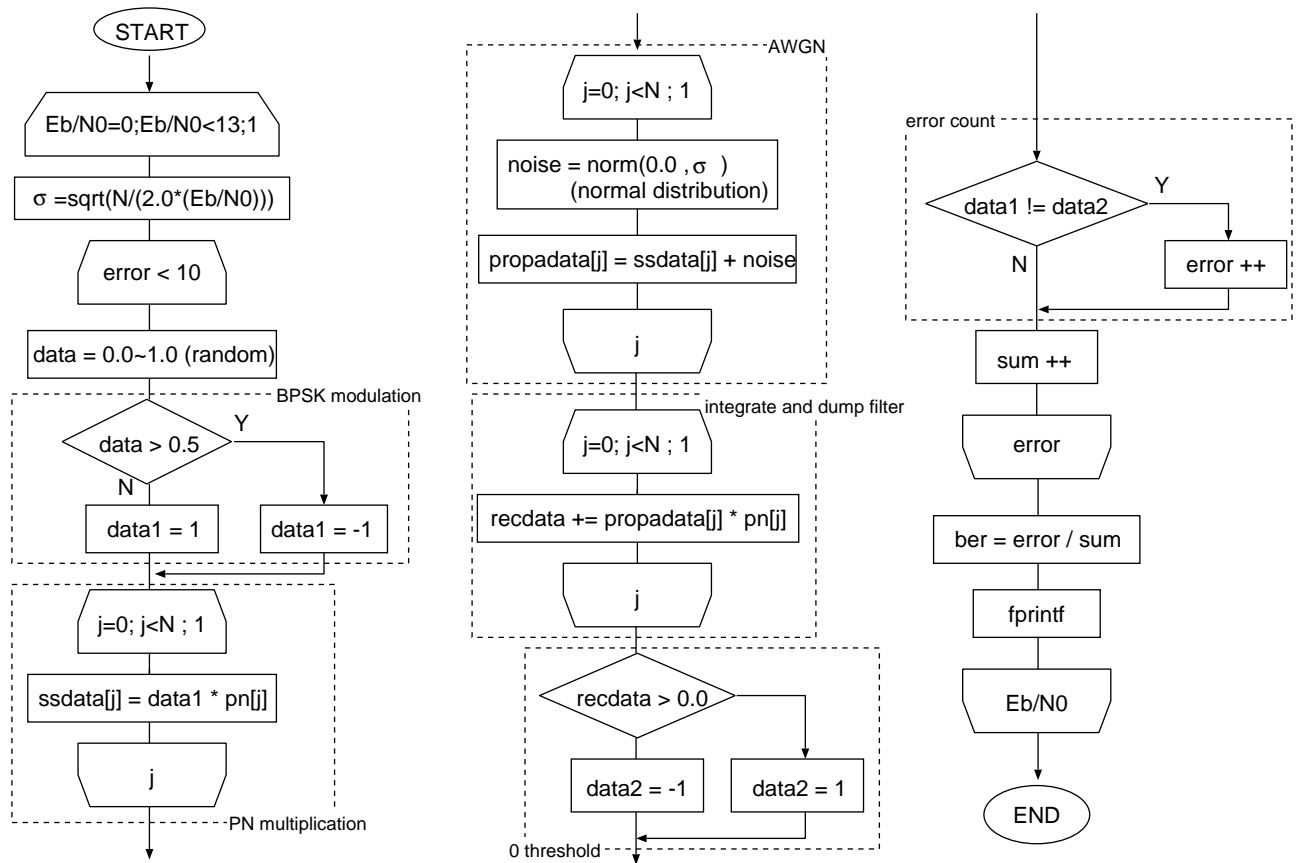 START
Eb/N0=0;Eb/N0<13;1
σ =sqrt(N/(2.0*(Eb/N0)))
error < 10
data = 0.0~1.0 (random)
BPSK modulation
data > 0.5
Y
N
data1 = 1
data1 = -1
j=0; j<N ; 1
ssdata[j] = data1 * pn[j]
j
PN multiplication
AWGN
j=0; j<N ; 1
noise = norm(0.0 , σ )
(normal distribution)
propadata[j] = ssdata[j] + noise
j
integrate and dump filter
j=0; j<N ; 1
recdata += propadata[j] * pn[j]
j
recdata > 0.0
data2 = -1
data2 = 1
0 threshold
error count
data1 != data2
Y
N
error ++
sum ++
error
ber = error / sum
fprintf
Eb/N0
END